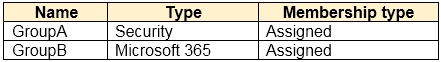 Name Type Membership type
GroupA Security Assigned
GroupB Microsoft 365 Assigned